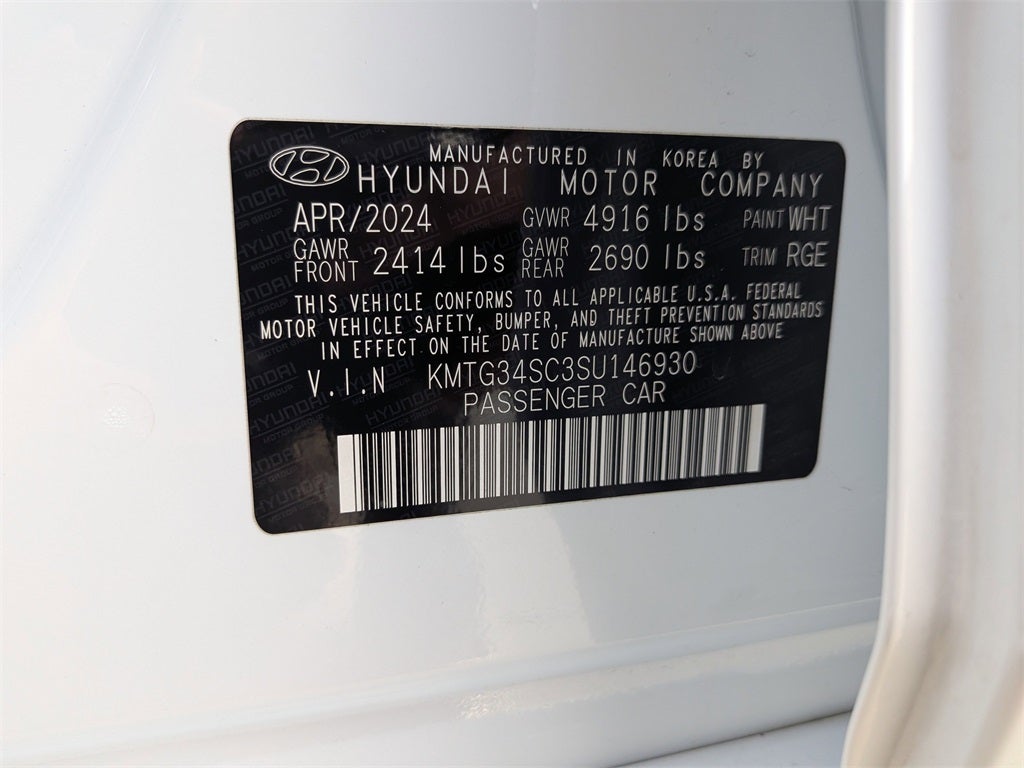 MANUFACTURED IN KOREA BY
HYUNDAI MOTOR COMPANY
APR/2024 GVWR 4916 lbs PAINT WHT
GAWR FRONT 2414 lbs GAWR REAR 2690 lbs TRIM RGE
THIS VEHICLE CONFORMS TO ALL APPLICABLE U.S.A. FEDERAL
MOTOR VEHICLE SAFETY, BUMPER, AND THEFT PREVENTION STANDARDS
IN EFFECT ON THE DATE OF MANUFACTURE SHOWN ABOVE
V.I.N KMTG34SC3SU146930
PASSENGER CAR